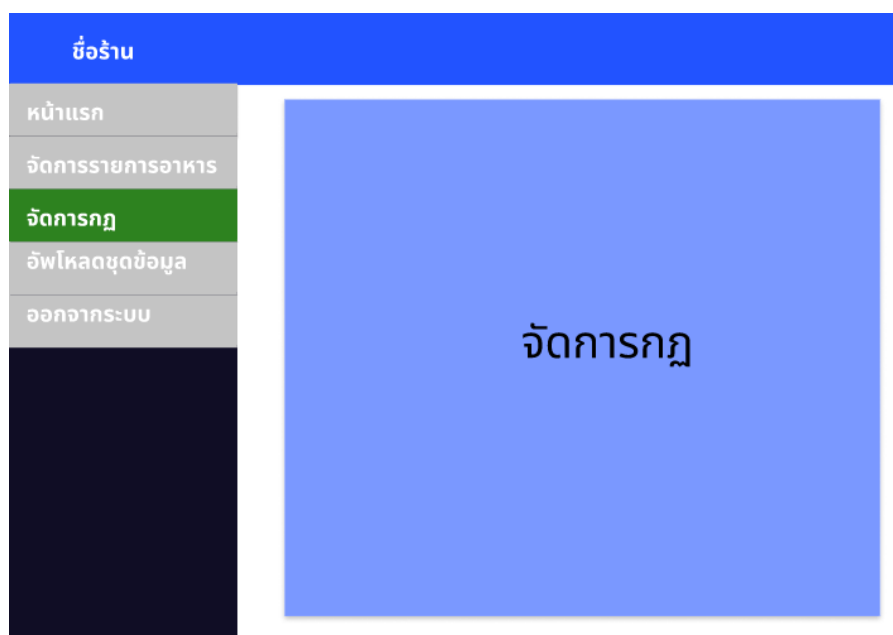 ชื่อร้าน
หน้าแรก
จัดการรายการอาหาร
จัดการกฏ
อัพโหลดชุดข้อมูล
ออกจากระบบ
จัดการกฏ